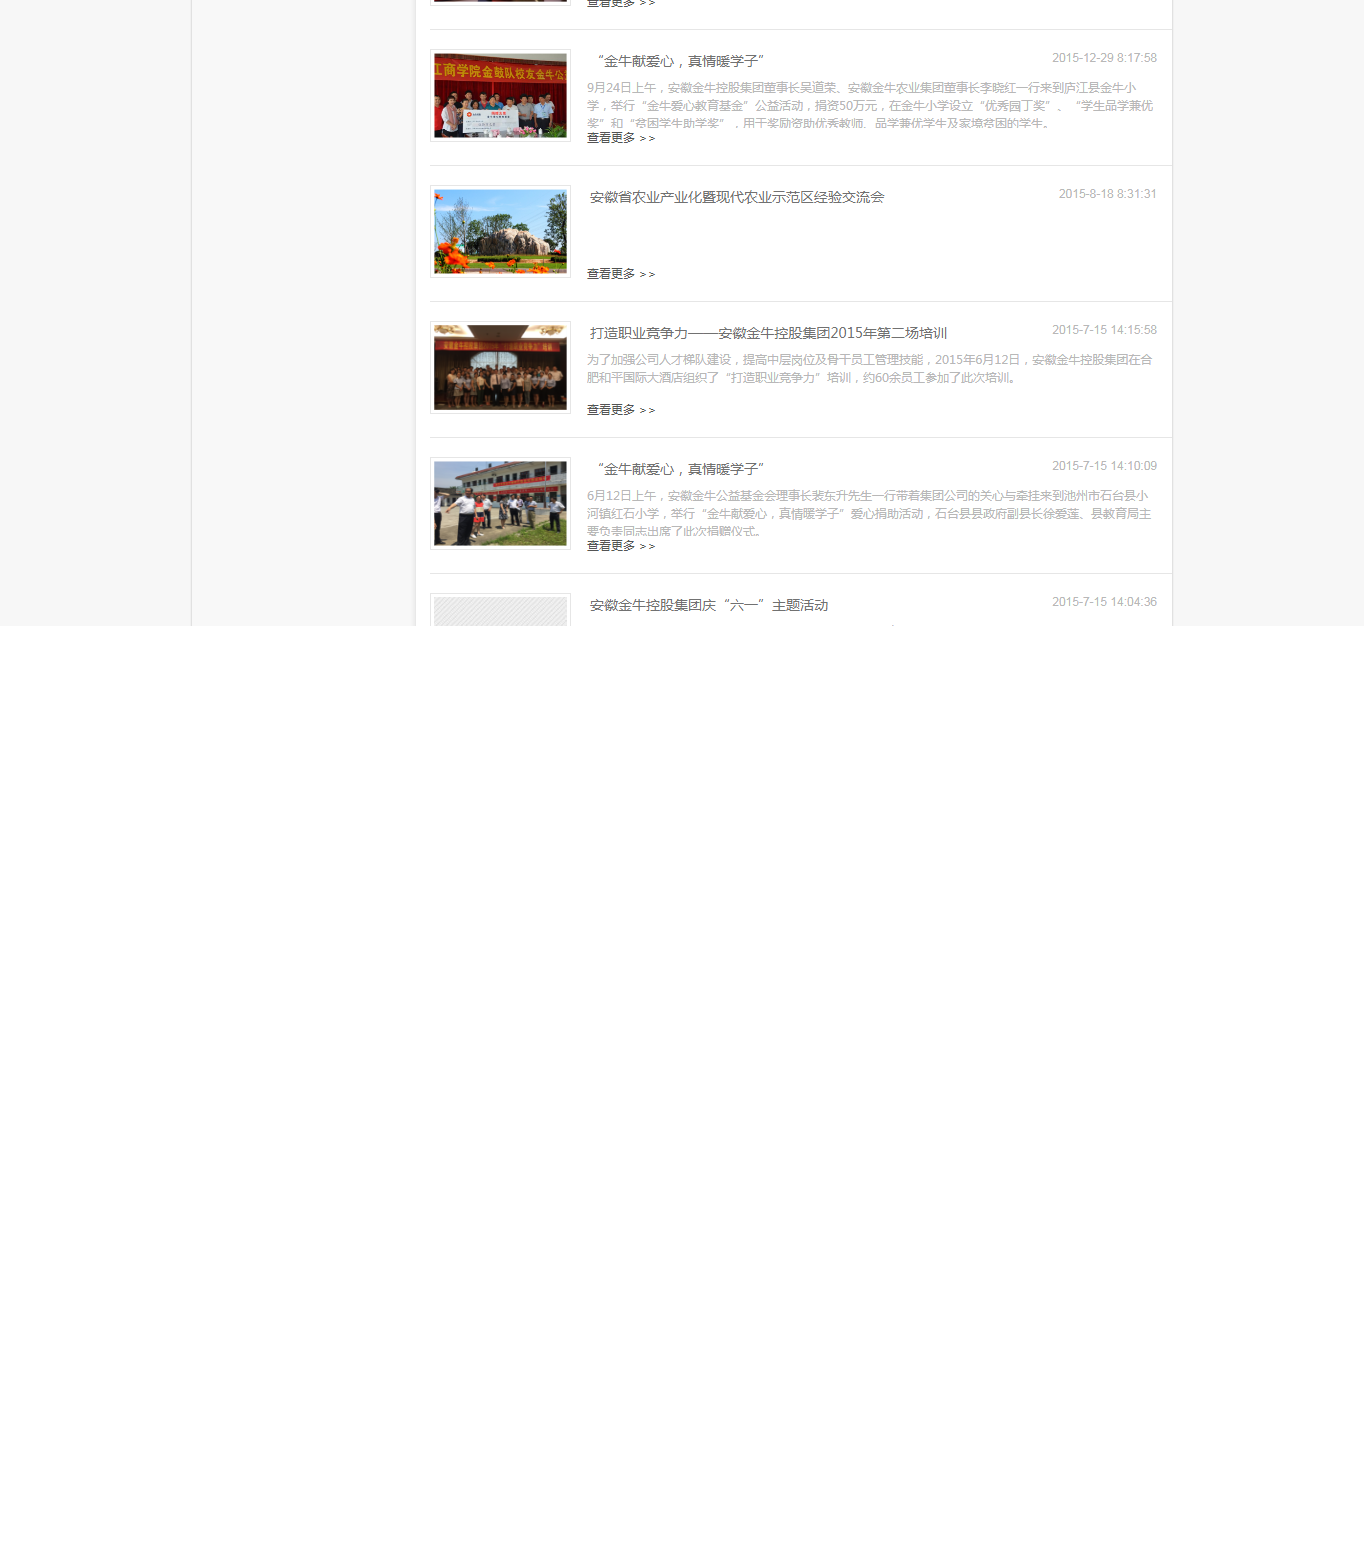 查看更多 >>
“金牛献爱心，真情暖学子”
2015-12-29 8:17:58
9月24日上午，安徽金牛控股集团董事长吴道荣、安徽金牛农业集团董事长李晓红一行来到庐江县金牛小
学，举行“金牛爱心教育基金”公益活动，捐资50万元，在金牛小学设立“优秀园丁奖”、“学生品学兼优
奖”和“贫困学生助学奖”，用于奖励资助优秀教师、品学兼优学生及家境贫困的学生。
查看更多 >>
江商学院金鼓队校友金牛公
安徽省农业产业化暨现代农业示范区经验交流会
2015-8-18 8:31:31
查看更多 >>
打造职业竞争力——安徽金牛控股集团2015年第二场培训
2015-7-15 14:15:58
为了加强公司人才梯队建设，提高中层岗位及骨干员工管理技能，2015年6月12日，安徽金牛控股集团在合
肥和平国际大酒店组织了“打造职业竞争力”培训，约60余员工参加了此次培训。
查看更多 >>
“金牛献爱心，真情暖学子”
2015-7-15 14:10:09
6月12日上午，安徽金牛公益基金会理事长裴东升先生一行带着集团公司的关心与牵挂来到池州市石台县小
河镇红石小学，举行“金牛献爱心，真情暖学子”爱心捐助活动，石台县县政府副县长徐爱莲、县教育局主
要负责同志出席了此次捐赠仪式。
查看更多 >>
安徽金牛控股集团庆“六一”主题活动
2015-7-15 14:04:36